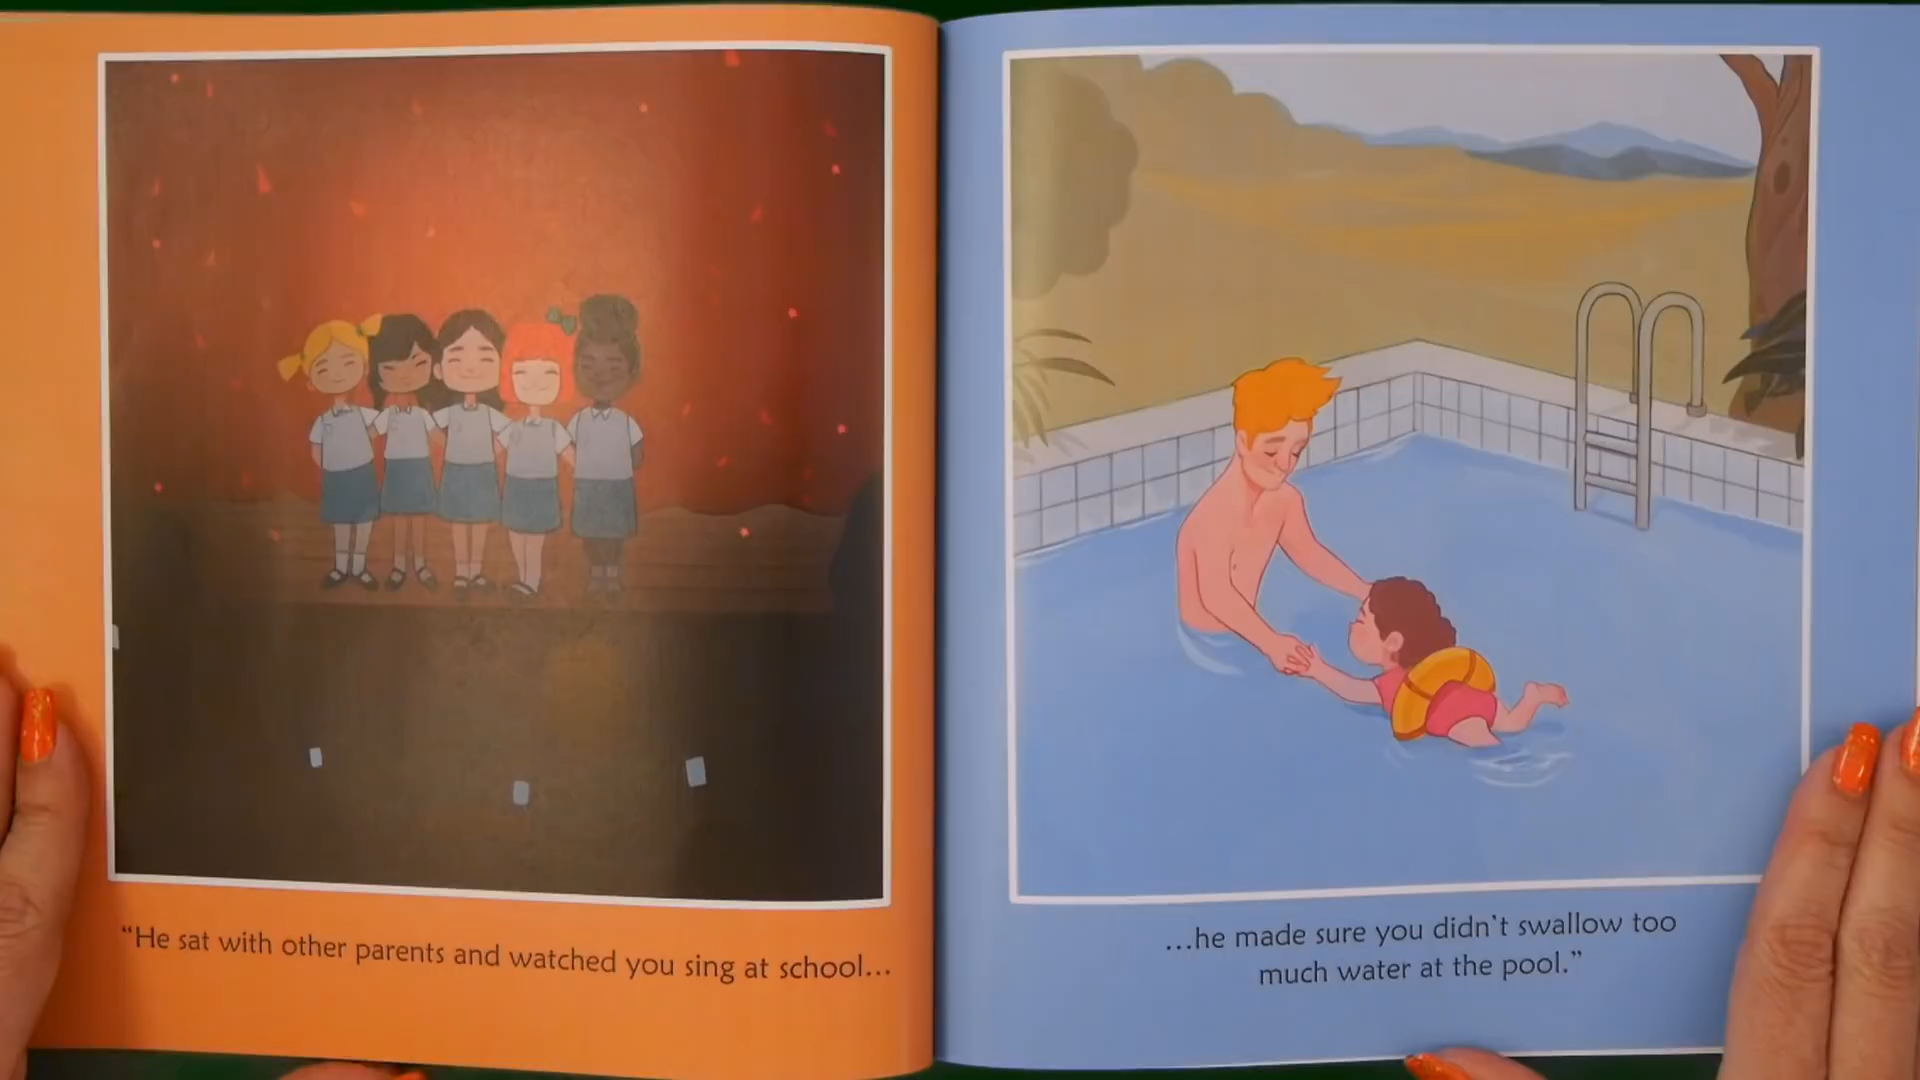 “He sat with other parents and watched you sing at school…
…he made sure you didn’t swallow too
much water at the pool.”